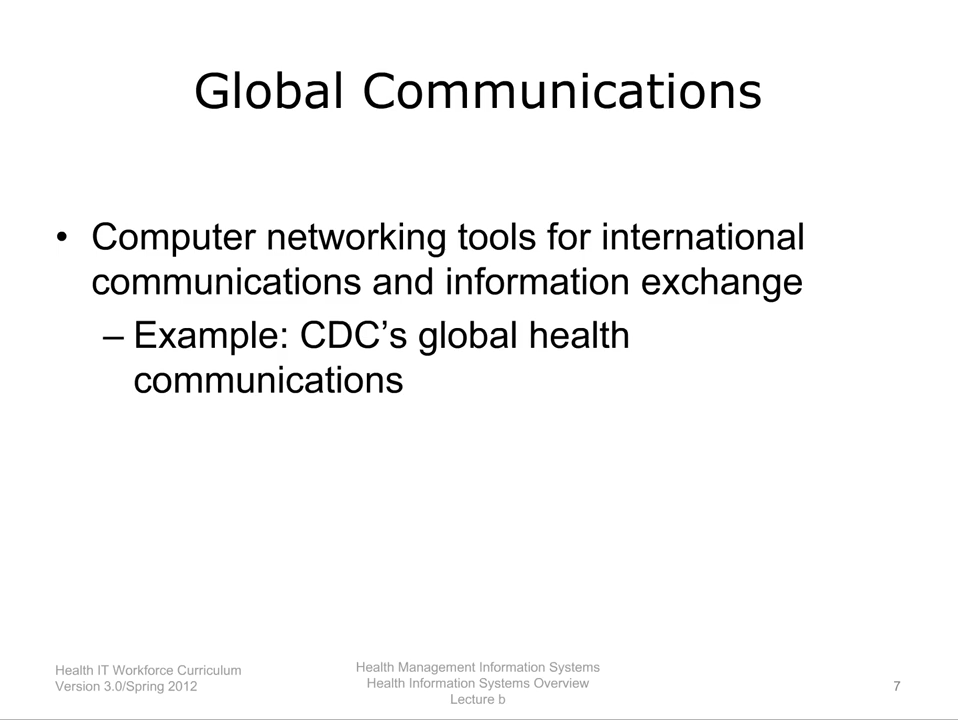 Global Communications
• Computer networking tools for international
communications and information exchange
– Example: CDC’s global health
communications
Health IT Workforce Curriculum
Version 3.0/Spring 2012
Health Management Information Systems
Health Information Systems Overview
Lecture b
7